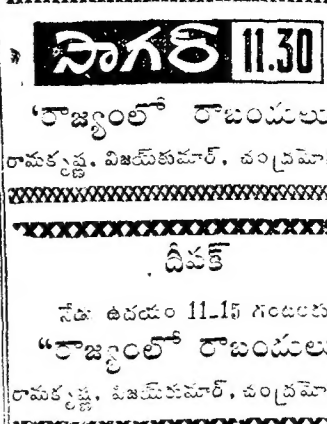 సాగర్ 11.30
‘రాజ్యంలో రాబందులు
రామకృష్ణ, విజయ్‌కుమార్, చంద్రమో
దీపక్
నేడు ఉదయం 11-15 గంటలకు
“రాజ్యంలో రాబందులు
రామకృష్ణ, విజయ్‌కుమార్, చంద్రమో